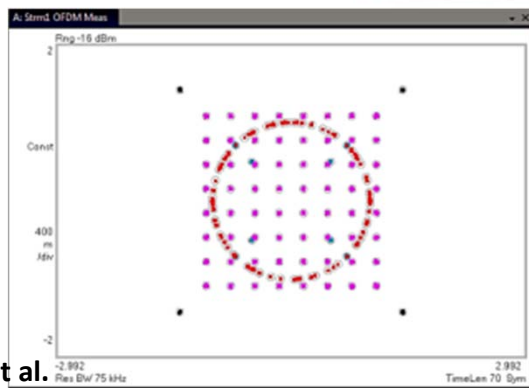 A: Strm1 OFDM Meas
Rng -16 dBm
2
Const
400
m
/div
-2
-2.992
2.992
t al.
Res BW 75 kHz
TimeLen 70 Sym